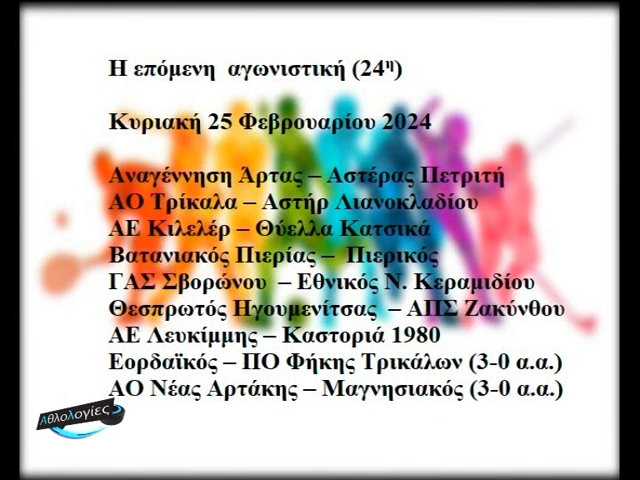 Η επόμενη αγωνιστική (24η)
Κυριακή 25 Φεβρουαρίου 2024
Αναγέννηση Άρτας – Αστέρας Πετριτή
ΑΟ Τρίκαλα – Αστήρ Λιανοκλαδίου
ΑΕ Κιλελέρ – Θύελλα Κατσικά
Βατανιακός Πιερίας – Πιερικός
ΓΑΣ Σβορώνου – Εθνικός Ν. Κεραμιδίου
Θεσπρωτός Ηγουμενίτσας – ΑΠΣ Ζακύνθου
ΑΕ Λευκίμμης – Καστοριά 1980
Εορδαϊκός – ΠΟ Φήκης Τρικάλων (3-0 α.α.)
ΑΟ Νέας Αρτάκης – Μαγνησιακός (3-0 α.α.)
Αθλολογίες